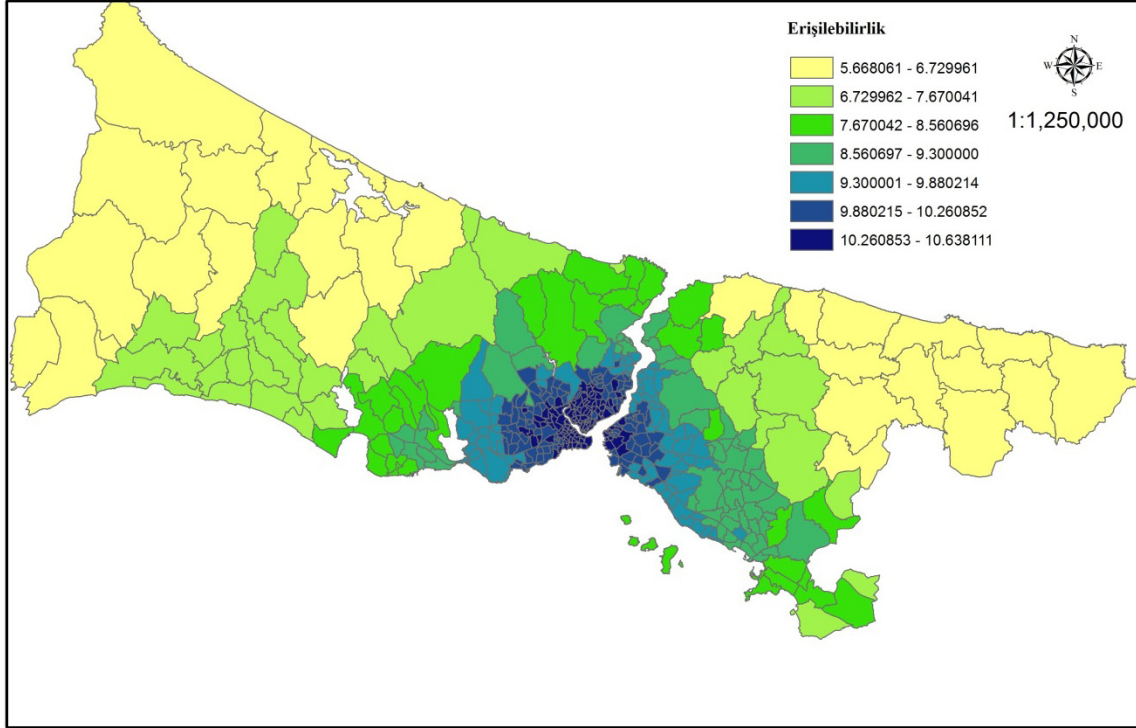 Erişilebilirlik
5.668061 - 6.729961
6.729962 - 7.670041
7.670042 - 8.560696
8.560697 - 9.300000
9.300001 - 9.880214
9.880215 - 10.260852
10.260853 - 10.638111
N
W E
S
1:1,250,000